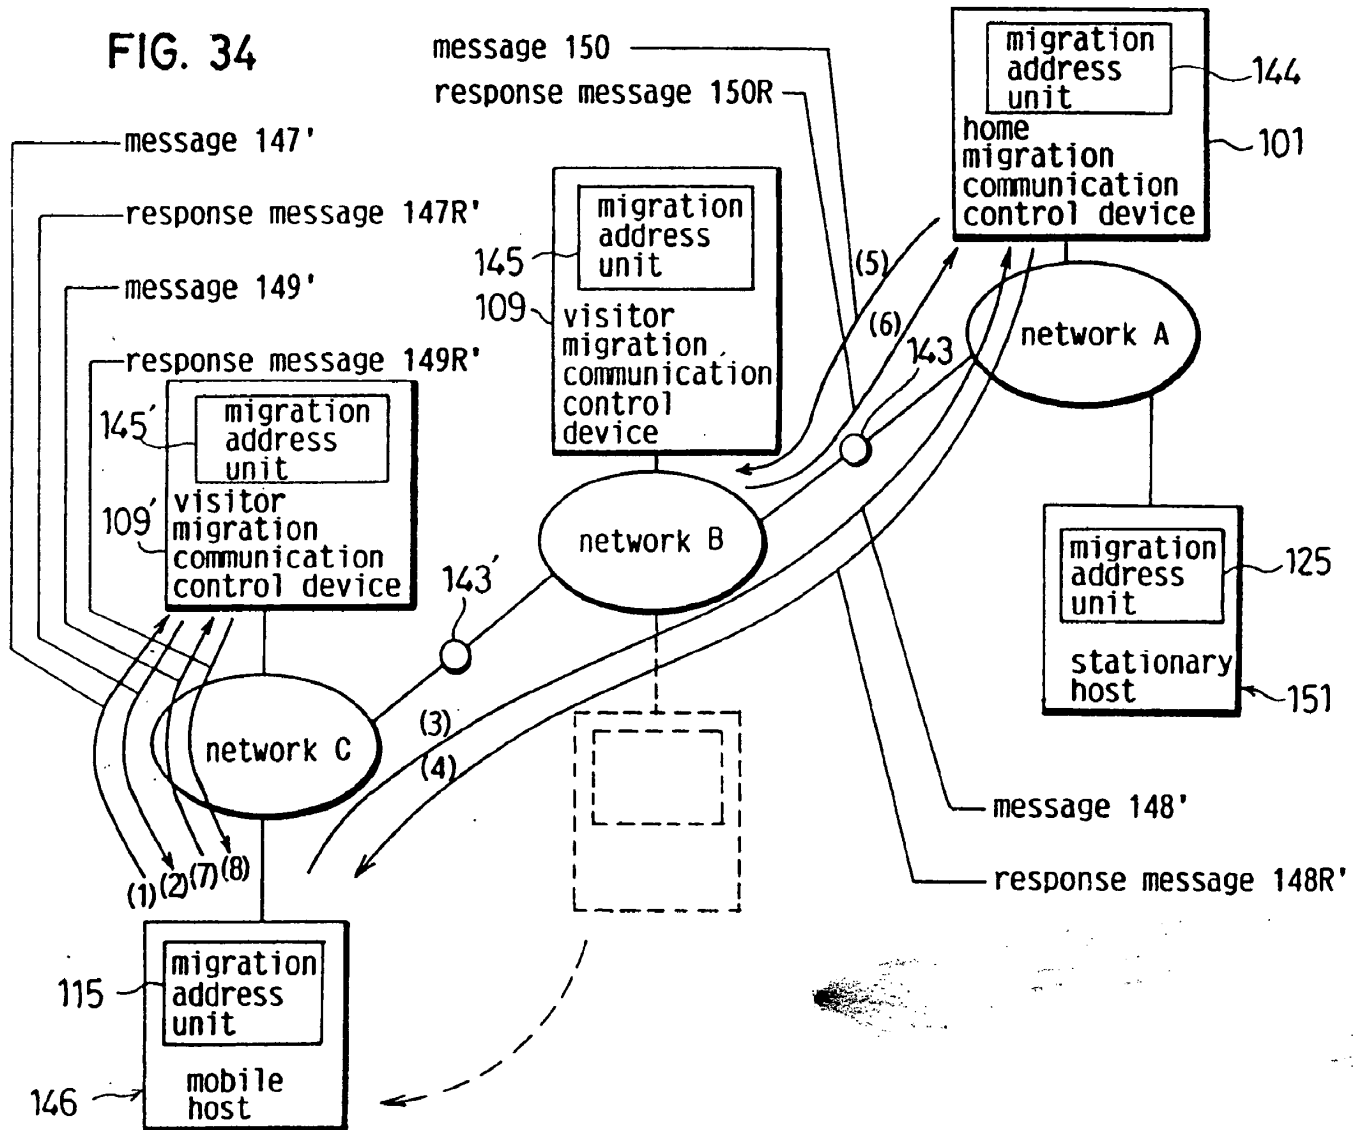 FIG. 34
message 150
response message 150R
migration
address
unit
144
home
migration
communication
control device
101
message 147'
response message 147R'
message 149'
response message 149R'
migration
address
unit
145
109
visitor
migration
communication
control
device
(5)
(6)
143
network A
145'
migration
address
unit
109'
visitor
migration
communication
control device
network B
143'
migration
address
unit
125
stationary
host
151
network C
(3)
(4)
(1)
(2)
(7)
(8)
message 148'
response message 148R'
115
migration
address
unit
mobile
host
146